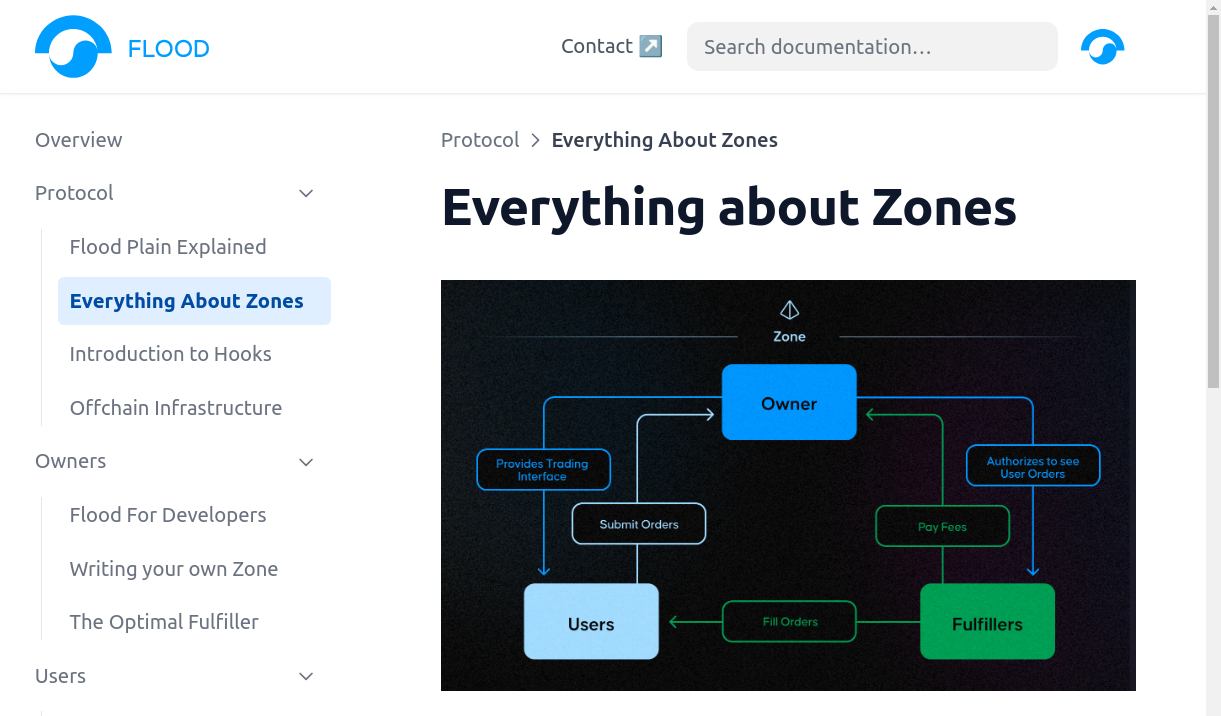 FLOOD
Contact ↗
Search documentation…
Overview
Protocol
Flood Plain Explained
Everything About Zones
Introduction to Hooks
Offchain Infrastructure
Owners
Flood For Developers
Writing your own Zone
The Optimal Fulfiller
Users
Protocol > Everything About Zones
Everything about Zones
Zone
Owner
Provides Trading
Interface
Authorizes to see
User Orders
Submit Orders
Pay Fees
Users
Fill Orders
Fulfillers